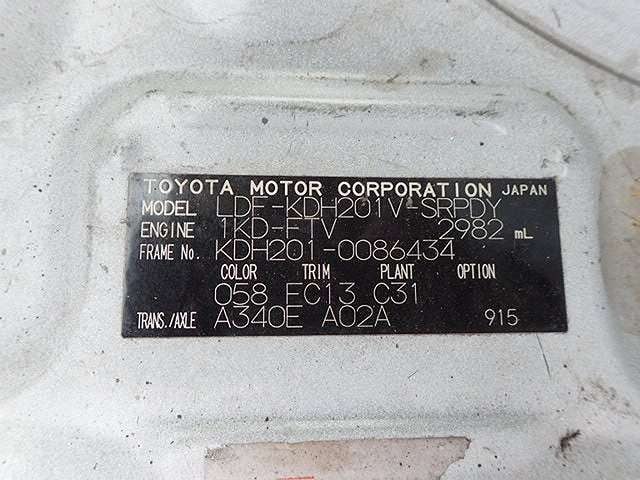 TOYOTA MOTOR CORPORATION JAPAN
MODEL LDF-KDH201V-SRPDY
ENGINE 1KD-FTV 2982 mL
FRAME No. KDH201-0086434
COLOR TRIM PLANT OPTION
058 EC13 C31
TRANS./AXLE A340E A02A 915